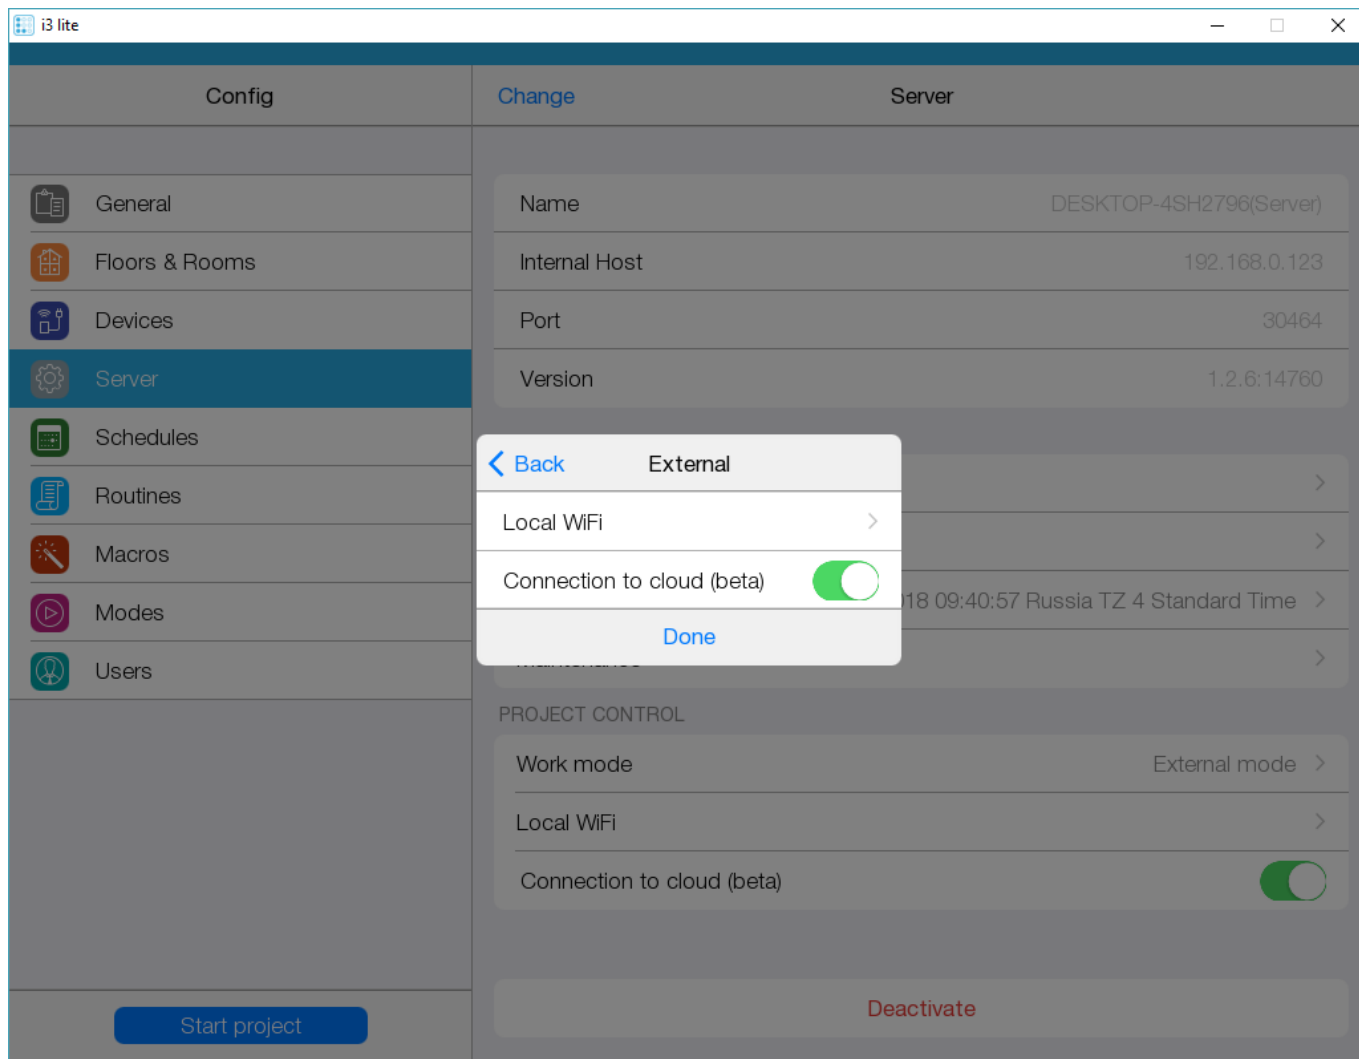 i3 lite
Config
Change
Server
General
Floors & Rooms
Devices
Server
Schedules
Routines
Macros
Modes
Users
Start project
Name DESKTOP-4SH2796(Server)
Internal Host 192.168.0.123
Port 30464
Version 1.2.6:14760
Back External
Local WiFi
Connection to cloud (beta)
Done
18 09:40:57 Russia TZ 4 Standard Time
PROJECT CONTROL
Work mode External mode
Local WiFi
Connection to cloud (beta)
Deactivate